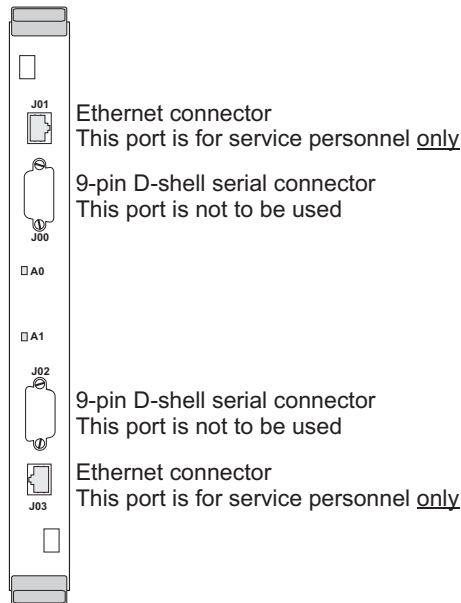 J01
Ethernet connector
This port is for service personnel only
9-pin D-shell serial connector
This port is not to be used
J00
A0
A1
J02
9-pin D-shell serial connector
This port is not to be used
Ethernet connector
This port is for service personnel only
J03